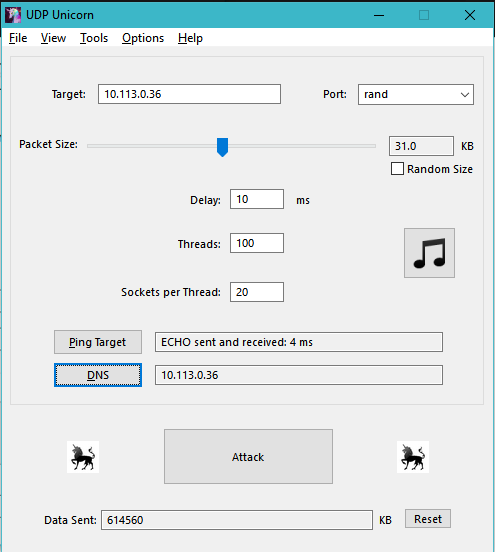 UDP Unicorn
File View Tools Options Help
Target: 10.113.0.36 Port: rand
Packet Size: 31.0 KB
Random Size
Delay: 10 ms
Threads: 100
Sockets per Thread: 20
Ping Target ECHO sent and received: 4 ms
DNS 10.113.0.36
Attack
Data Sent: 614560 KB Reset